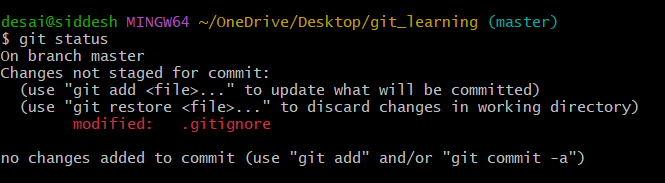 desai@siddesh MINGW64 ~/OneDrive/Desktop/git_learning (master)
$ git status
On branch master
Changes not staged for commit:
  (use "git add <file>..." to update what will be committed)
  (use "git restore <file>..." to discard changes in working directory)
        modified:   .gitignore

no changes added to commit (use "git add" and/or "git commit -a")